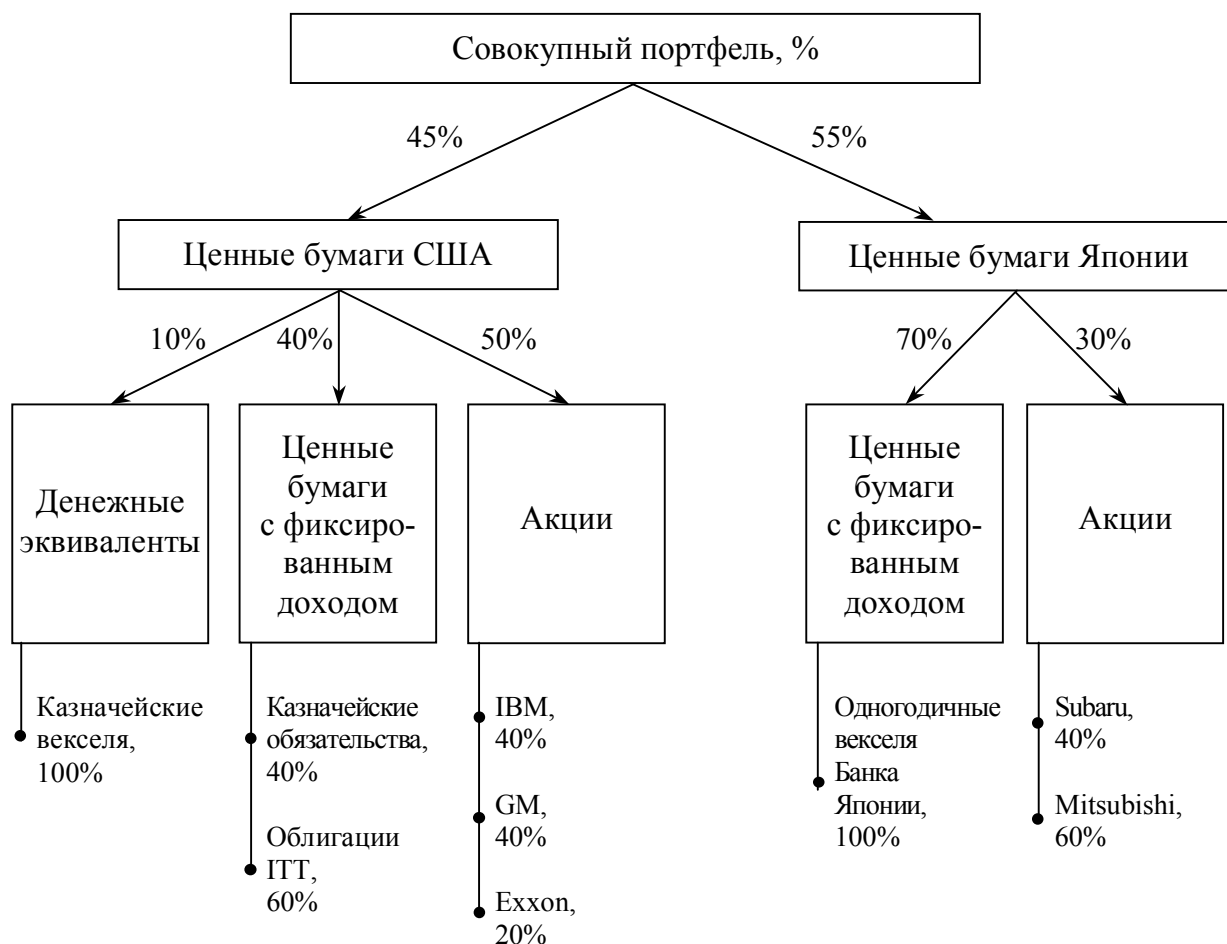 Совокупный портфель, %
45%
55%
Ценные бумаги США
Ценные бумаги Японии
10%
40%
50%
70%
30%
Денежные
эквиваленты
Ценные
бумаги
с фиксиро-
ванным
доходом
Акции
Ценные
бумаги
с фиксиро-
ванным
доходом
Акции
Казначейские
векселя,
100%
Казначейские
обязательства,
40%
Облигации
ITT,
60%
IBM,
40%
GM,
40%
Exxon,
20%
Одногодичные
векселя
Банка
Японии,
100%
Subaru,
40%
Mitsubishi,
60%